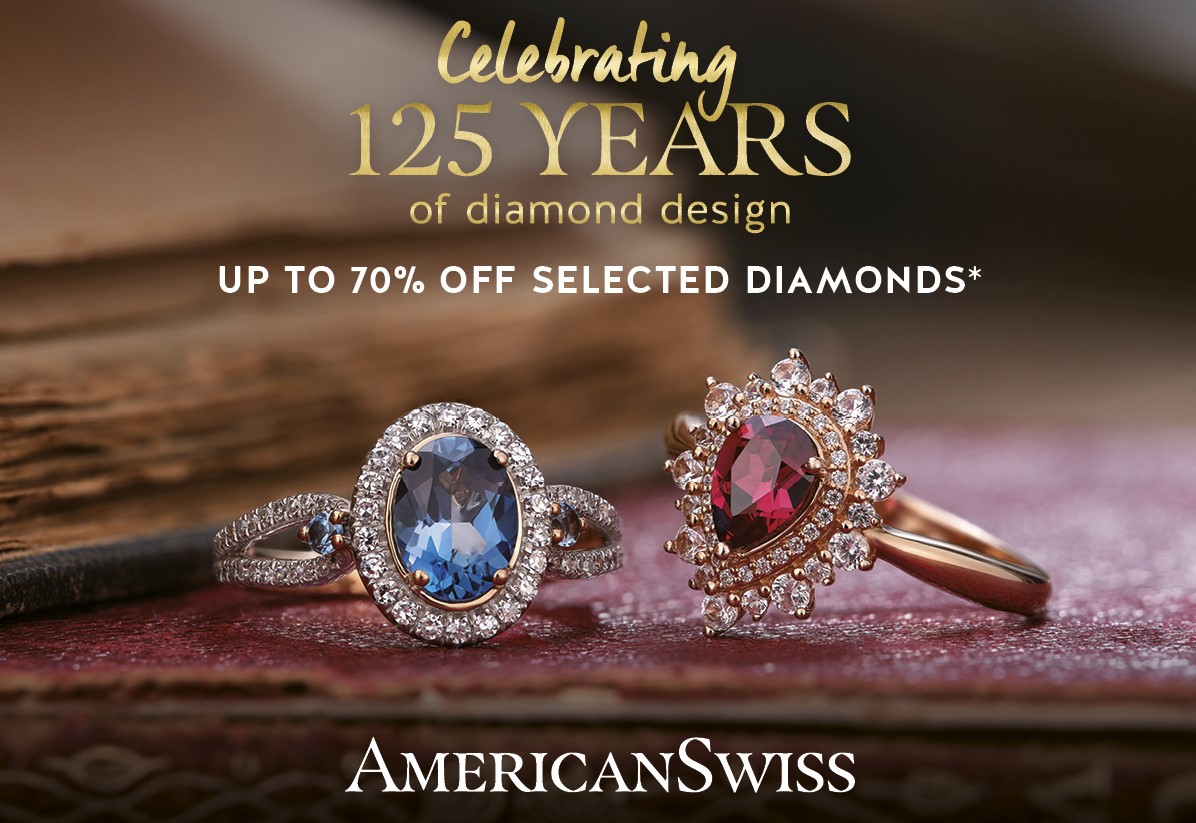 Celebrating
125 YEARS
of diamond design
UP TO 70% OFF SELECTED DIAMONDS*
AMERICANSWISS